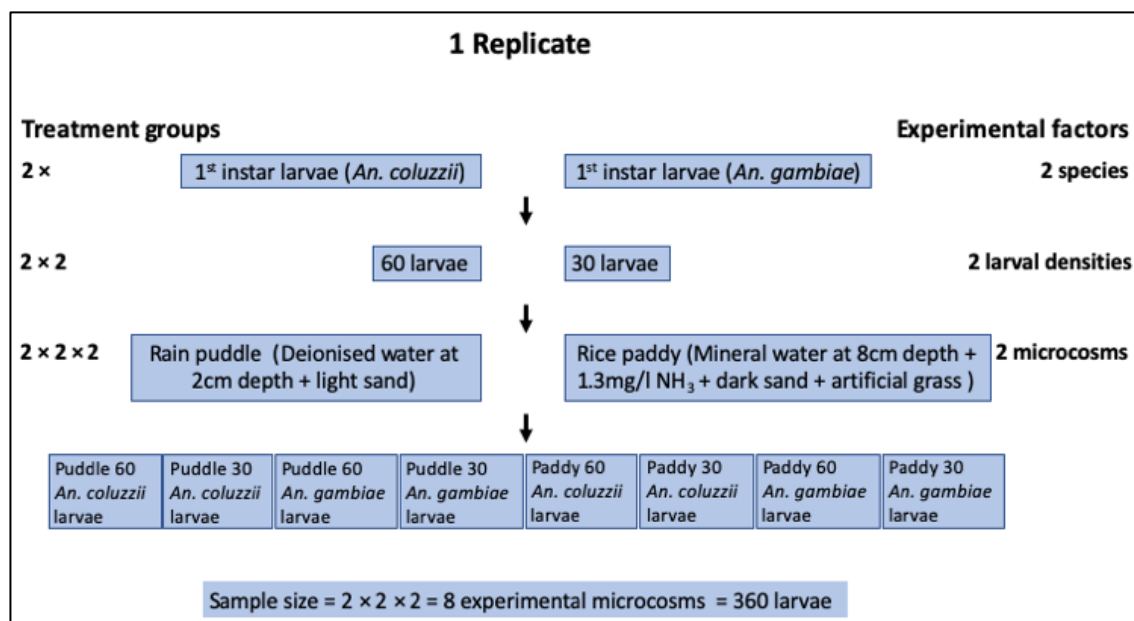 1 Replicate
Treatment groups
Experimental factors
2 ×
1st instar larvae (An. coluzzii)
1st instar larvae (An. gambiae)
2 species
2 × 2
60 larvae
30 larvae
2 larval densities
2 × 2 × 2
Rain puddle (Deionised water at
2cm depth + light sand)
Rice paddy (Mineral water at 8cm depth +
1.3mg/l NH3 + dark sand + artificial grass )
2 microcosms
Puddle 60
An. coluzzii
larvae
Puddle 30
An. coluzzii
larvae
Puddle 60
An. gambiae
larvae
Puddle 30
An. gambiae
larvae
Paddy 60
An. coluzzii
larvae
Paddy 30
An. coluzzii
larvae
Paddy 60
An. gambiae
larvae
Paddy 30
An. gambiae
larvae
Sample size = 2 × 2 × 2 = 8 experimental microcosms = 360 larvae